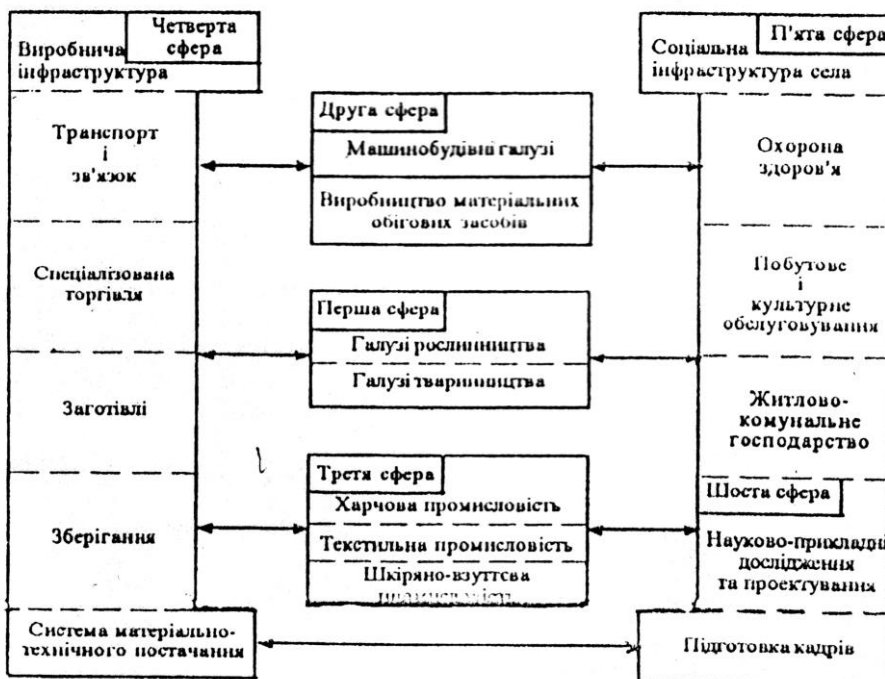 Виробнича
інфраструктура
Четверта
сфера
Транспорт
і
зв'язок
Спеціалізована
торгівля
Заготівлі
Зберігання
Система матеріально-
технічного постачання
Друга сфера
Машинобудівні галузі
Виробництво матеріальних
обігових засобів
Перша сфера
Галузі рослинництва
Галузі тваринництва
Третя сфера
Харчова промисловість
Текстильна промисловість
Шкіряно-взуттєва
промисловість
Соціальна
інфраструктура села
П'ята сфера
Охорона
здоров'я
Побутове
і
культурне
обслуговування
Житлово-
комунальне
господарство
Шоста сфера
Науково-прикладні
дослідження
та проектування
Підготовка кадрів